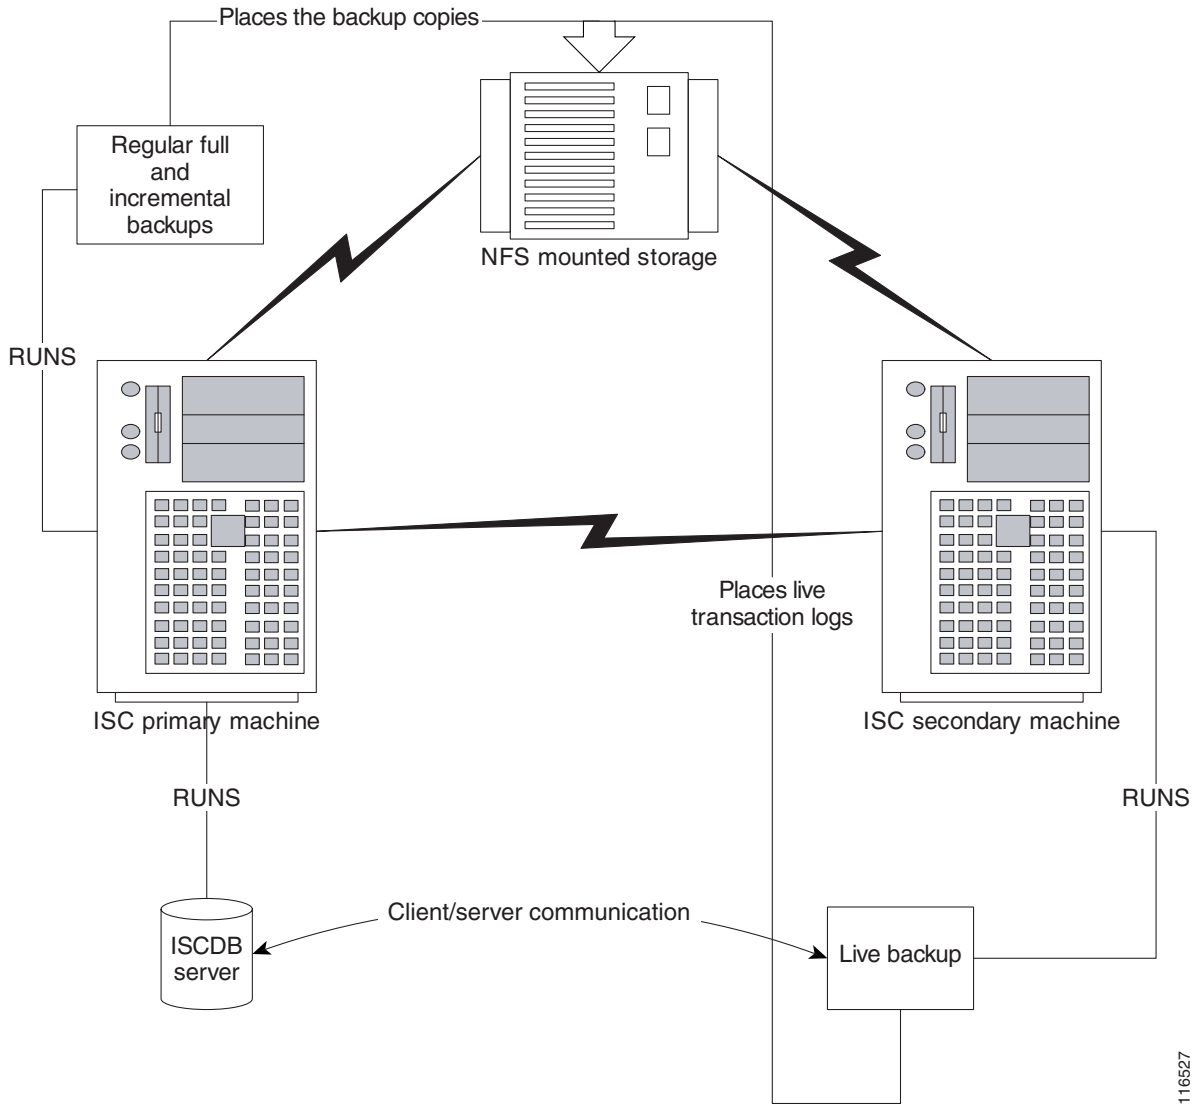 Places the backup copies
Regular full
and
incremental
backups
NFS mounted storage
RUNS
Places live
transaction logs
ISC primary machine
ISC secondary machine
RUNS
RUNS
Client/server communication
ISCDB
server
Live backup
116527